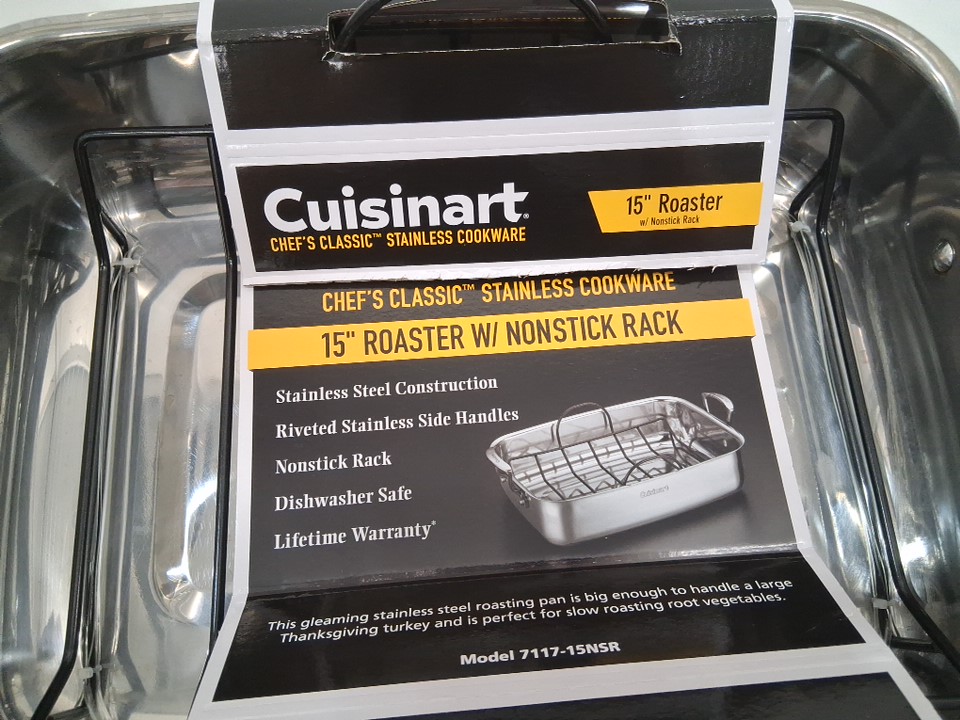 Cuisinart®
CHEF'S CLASSIC™ STAINLESS COOKWARE
15" Roaster
w/ Nonstick Rack
CHEF'S CLASSIC™ STAINLESS COOKWARE
15" ROASTER W/ NONSTICK RACK
Stainless Steel Construction
Riveted Stainless Side Handles
Nonstick Rack
Dishwasher Safe
Lifetime Warranty*
Cuisinart
This gleaming stainless steel roasting pan is big enough to handle a large
Thanksgiving turkey and is perfect for slow roasting root vegetables.
Model 7117-15NSR